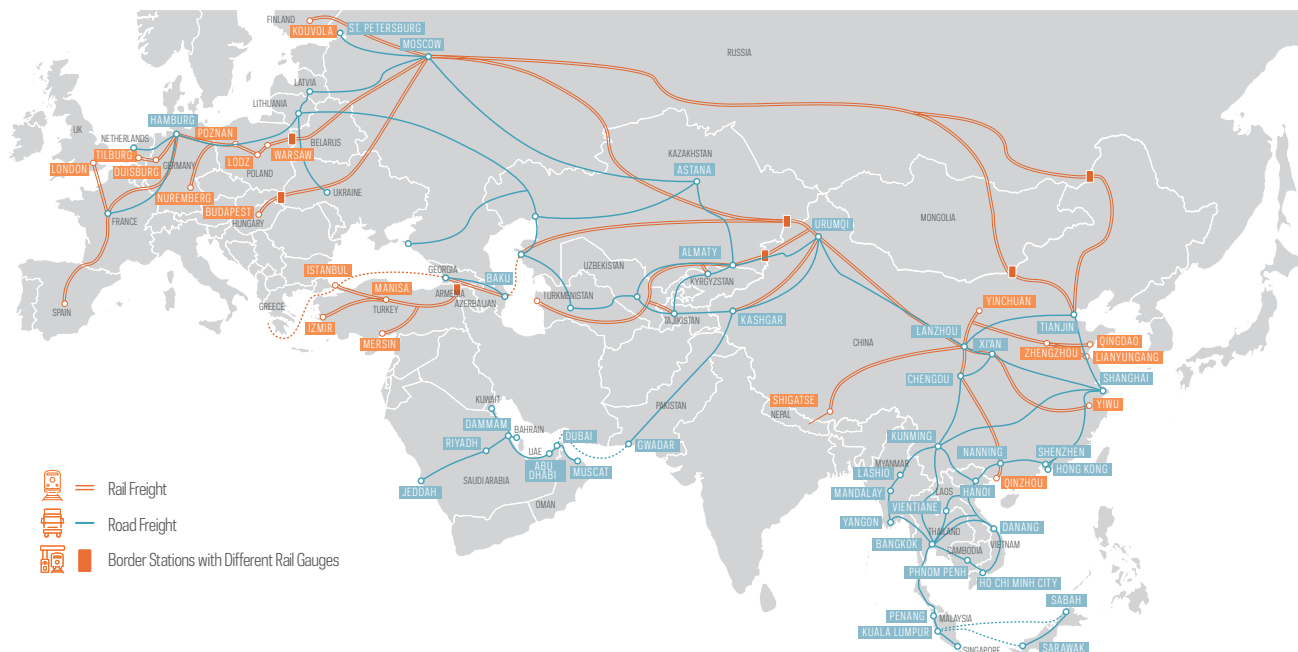 FINLAND
KOUVOLA
ST. PETERSBURG
MOSCOW
RUSSIA
LATVIA
LITHUANIA
UK
HAMBURG
NETHERLANDS
POZNAN
BELARUS
TILBURG
LONDON
DUISBURG
GERMANY
LODZ
WARSAW
POLAND
KAZAKHSTAN
ASTANA
NUREMBERG
UKRAINE
BUDAPEST
HUNGARY
FRANCE
MONGOLIA
URUMQI
ALMATY
UZBEKISTAN
KYRGYZSTAN
ISTANBUL
GEORGIA
BAKU
MANISA
ARMENIA
AZERBAIJAN
TURKMENISTAN
GREECE
TURKEY
SPAIN
IZMIR
MERSIN
TAJIKISTAN
KASHGAR
YINCHUAN
TIANJIN
LANZHOU
XI'AN
CHINA
QINGDAO
ZHENGZHOU
LIANYUNGANG
CHENGDU
SHANGHAI
SHIGATSE
YIWU
NEPAL
PAKISTAN
KUWAIT
DAMMAM
BAHRAIN
DUBAI
RIYADH
UAE
ABU
DHABI
MUSCAT
GWADAR
SAUDI ARABIA
JEDDAH
OMAN
KUNMING
NANNING
SHENZHEN
HONG KONG
MYANMAR
LASHIO
QINZHOU
MANDALAY
LAOS
HANOI
VIENTIANE
YANGON
THAILAND
DANANG
BANGKOK
VIETNAM
CAMBODIA
PHNOM PENH
HO CHI MINH CITY
SABAH
PENANG
MALAYSIA
KUALA LUMPUR
SINGAPORE
SARAWAK
Rail Freight
Road Freight
Border Stations with Different Rail Gauges